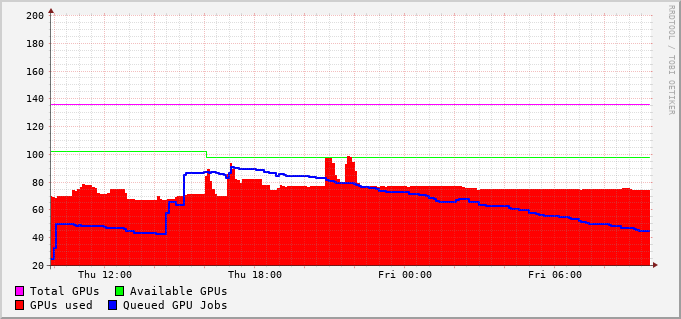 200
180
160
140
120
100
80
60
40
20
Thu 12:00 Thu 18:00 Fri 00:00 Fri 06:00
Total GPUs Available GPUs
GPUs used Queued GPU Jobs
RRDTOOL / TOBI OETIKER